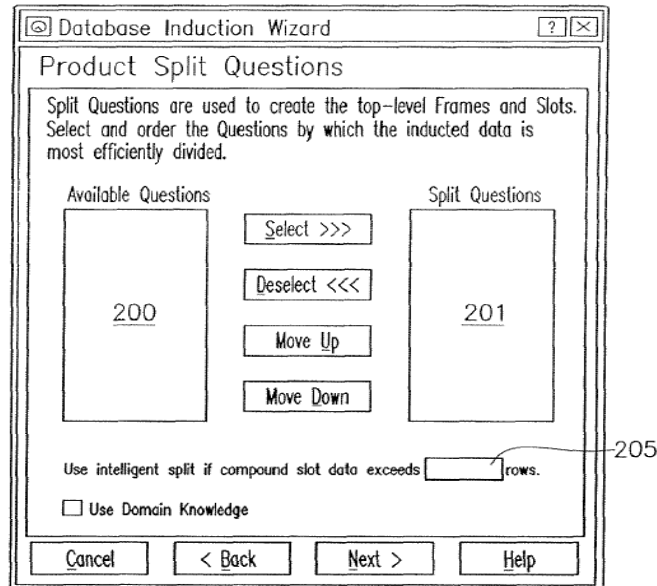 Database Induction Wizard ?
Product Split Questions
Split Questions are used to create the top-level Frames and Slots.
Select and order the Questions by which the inducted data is
most efficiently divided.
Available Questions Split Questions
Select >>>
Deselect <<<
200 201
Move Up
Move Down
Use intelligent split if compound slot data exceeds rows. 205
Use Domain Knowledge
Cancel < Back Next > Help